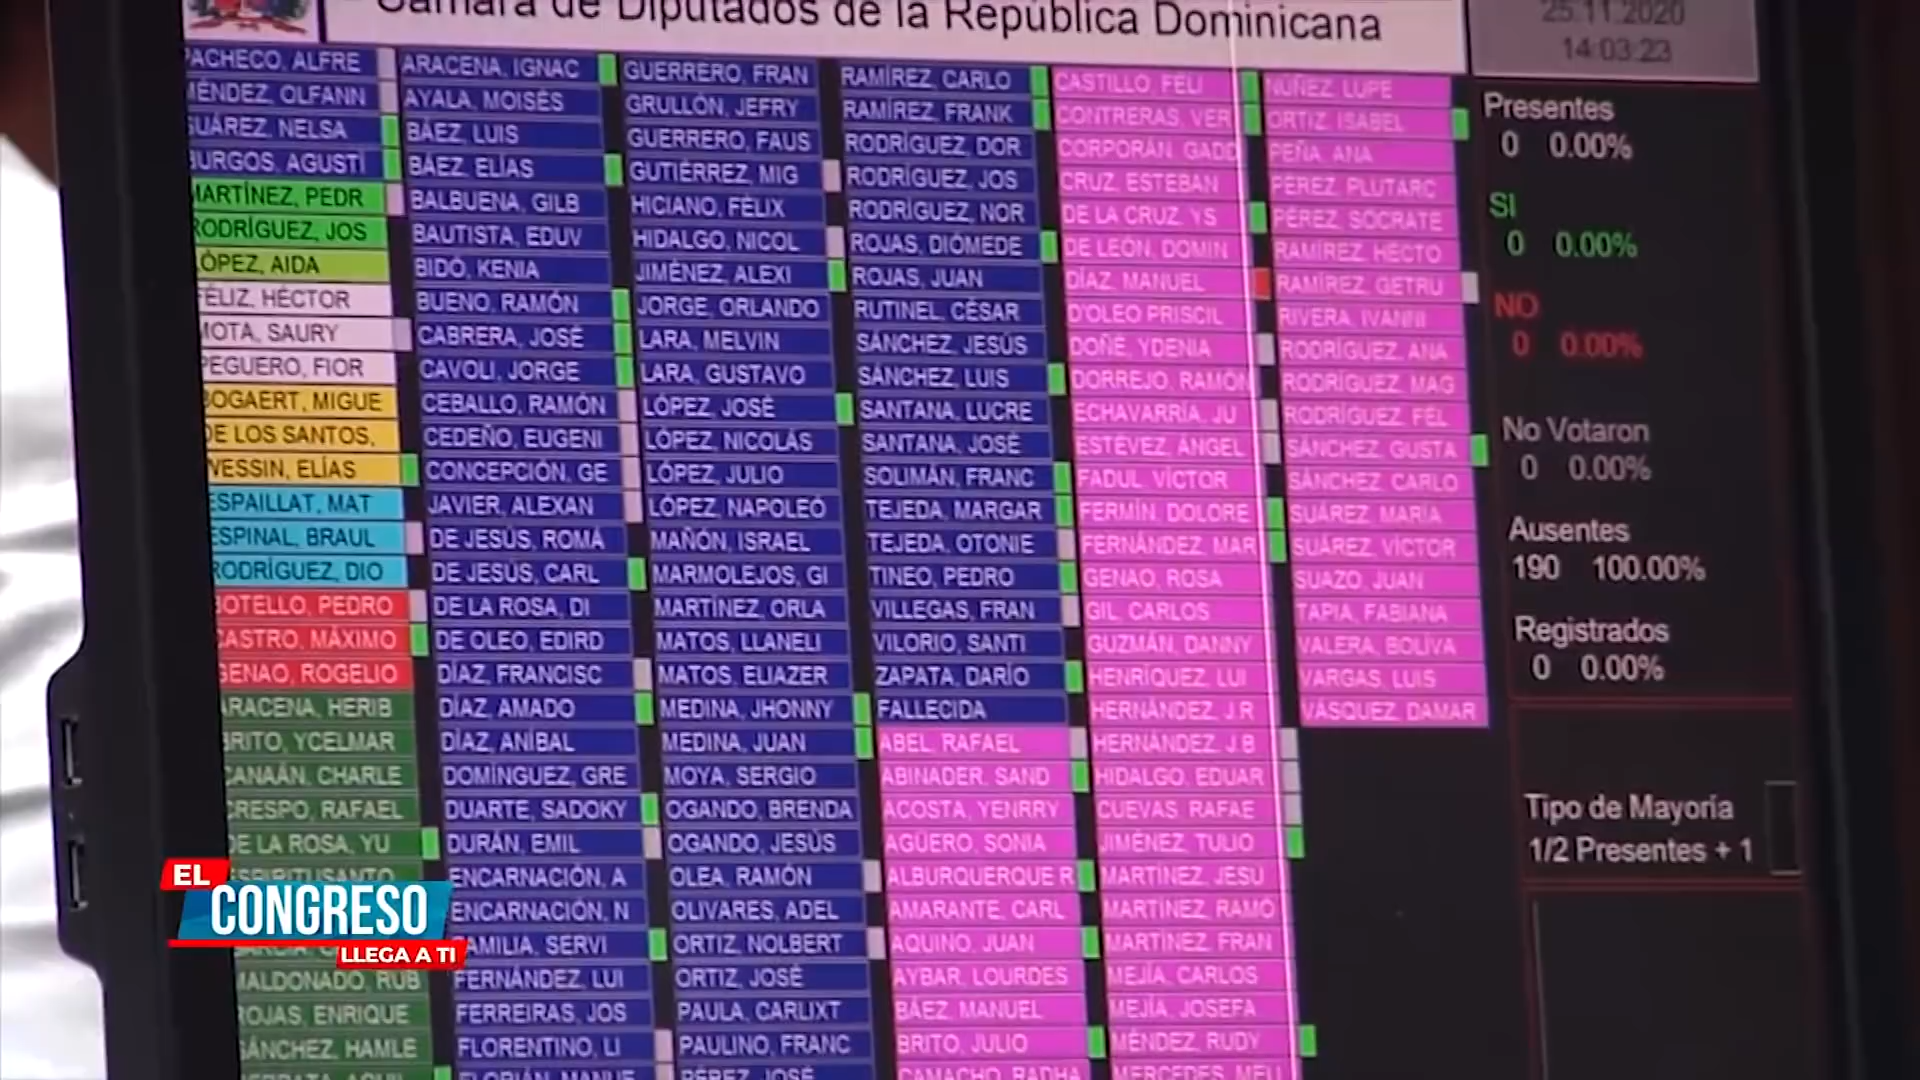 Cámara de Diputados de la República Dominicana
25.11.2020
14:03:23
PACHECO, ALFRE
MÉNDEZ, OLFANN
SUÁREZ, NELSA
BURGOS, AGUSTÍ
MARTÍNEZ, PEDR
RODRÍGUEZ, JOS
LÓPEZ, AIDA
FÉLIZ, HÉCTOR
MOTA, SAURY
PEGUERO, FIOR
BOGAERT, MIGUE
DE LOS SANTOS,
WESSIN, ELÍAS
ESPAILLAT, MAT
ESPINAL, BRAUL
RODRÍGUEZ, DIO
BOTELLO, PEDRO
CASTRO, MÁXIMO
GENAO, ROGELIO
ARACENA, HERIB
BRITO, YCELMAR
CANAÁN, CHARLE
CRESPO, RAFAEL
DE LA ROSA, YU
ESPIRITUSANTO
MALDONADO, RUB
ROJAS, ENRIQUE
SÁNCHEZ, HAMLE
ARACENA, IGNAC
AYALA, MOISÉS
BÁEZ, LUIS
BÁEZ, ELÍAS
BALBUENA, GILB
BAUTISTA, EDUV
BIDÓ, KENIA
BUENO, RAMÓN
CABRERA, JOSÉ
CAVOLI, JORGE
CEBALLO, RAMÓN
CEDEÑO, EUGENI
CONCEPCIÓN, GE
JAVIER, ALEXAN
DE JESÚS, ROMÁ
DE JESÚS, CARL
DE LA ROSA, DI
DE OLEO, EDIRD
DÍAZ, FRANCISC
DÍAZ, AMADO
DÍAZ, ANÍBAL
DOMÍNGUEZ, GRE
DUARTE, SADOKY
DURÁN, EMIL
ENCARNACIÓN, A
ENCARNACIÓN, N
FAMILIA, SERVI
FERNÁNDEZ, LUI
FERREIRAS, JOS
FLORENTINO, LI
FLORIÁN, MANUE
GUERRERO, FRAN
GRULLÓN, JEFRY
GUERRERO, FAUS
GUTIÉRREZ, MIG
HICIANO, FÉLIX
HIDALGO, NICOL
JIMÉNEZ, ALEXI
JORGE, ORLANDO
LARA, MELVIN
LARA, GUSTAVO
LÓPEZ, JOSÉ
LÓPEZ, NICOLÁS
LÓPEZ, JULIO
LÓPEZ, NAPOLEÓ
MAÑÓN, ISRAEL
MARMOLEJOS, GI
MARTÍNEZ, ORLA
MATOS, LLANELI
MATOS, ELIAZER
MEDINA, JHONNY
MEDINA, JUAN
MOYA, SERGIO
OGANDO, BRENDA
OGANDO, JESÚS
OLEA, RAMÓN
OLIVARES, ADEL
ORTIZ, NOLBERT
ORTIZ, JOSÉ
PAULA, CARLIXT
PAULINO, FRANC
PÉREZ, JOSÉ
RAMÍREZ, CARLO
RAMÍREZ, FRANK
RODRÍGUEZ, DOR
RODRÍGUEZ, JOS
RODRÍGUEZ, NOR
ROJAS, DIÓMEDE
ROJAS, JUAN
RUTINEL, CÉSAR
SÁNCHEZ, JESÚS
SÁNCHEZ, LUIS
SANTANA, LUCRE
SANTANA, JOSÉ
SOLIMÁN, FRANC
TEJEDA, MARGAR
TEJEDA, OTONIE
TINEO, PEDRO
VILLEGAS, FRAN
VILORIO, SANTI
ZAPATA, DARÍO
FALLECIDA
ABEL, RAFAEL
ABINADER, SAND
ACOSTA, YENRRY
AGÜERO, SONIA
ALBURQUERQUE R
AMARANTE, CARL
AQUINO, JUAN
AYBAR, LOURDES
BÁEZ, MANUEL
BRITO, JULIO
CAMACHO, RADHA
CASTILLO, FELI
CONTRERAS, VER
CORPORÁN, GADD
CRUZ, ESTEBAN
DE LA CRUZ, YS
DE LEÓN, DOMIN
DÍAZ, MANUEL
D'OLEO PRISCIL
DOÑÉ, YDENIA
DORREJO, RAMÓN
ECHAVARRÍA, JU
ESTÉVEZ, ÁNGEL
FADUL, VÍCTOR
FERMÍN, DOLORE
FERNÁNDEZ, MAR
GENAO, ROSA
GIL, CARLOS
GUZMÁN, DANNY
HENRÍQUEZ, LUI
HERNÁNDEZ, J.R
HERNÁNDEZ, J.B
HIDALGO, EDUAR
CUEVAS, RAFAE
JIMÉNEZ, TULIO
MARTÍNEZ, JESÚ
MARTÍNEZ, RAMÓ
MARTÍNEZ, FRAN
MEJÍA, CARLOS
MEJÍA, JOSEFA
MÉNDEZ, RUDY
MERCEDES, MELI
NÚÑEZ, LUPE
ORTIZ, ISABEL
PEÑA, ANA
PÉREZ, PLUTARC
PÉREZ, SÓCRATE
RAMÍREZ, HÉCTO
RAMÍREZ, GETRU
RIVERA, IVANNI
RODRÍGUEZ, ANA
RODRÍGUEZ, MAG
RODRÍGUEZ, FÉL
SÁNCHEZ, GUSTA
SÁNCHEZ, CARLO
SUÁREZ, MARÍA
SUÁREZ, VÍCTOR
SUAZO, JUAN
TAPIA, FABIANA
VALERA, BOLÍVA
VARGAS, LUIS
VÁSQUEZ, DAMAR
Presentes
0 0.00%
SI
0 0.00%
NO
0 0.00%
No Votaron
0 0.00%
Ausentes
190 100.00%
Registrados
0 0.00%
Tipo de Mayoría
1/2 Presentes + 1
EL
CONGRESO
LLEGA A TI